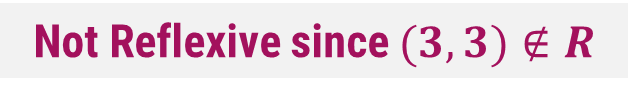 Not Reflexive since (3, 3) ∉ R